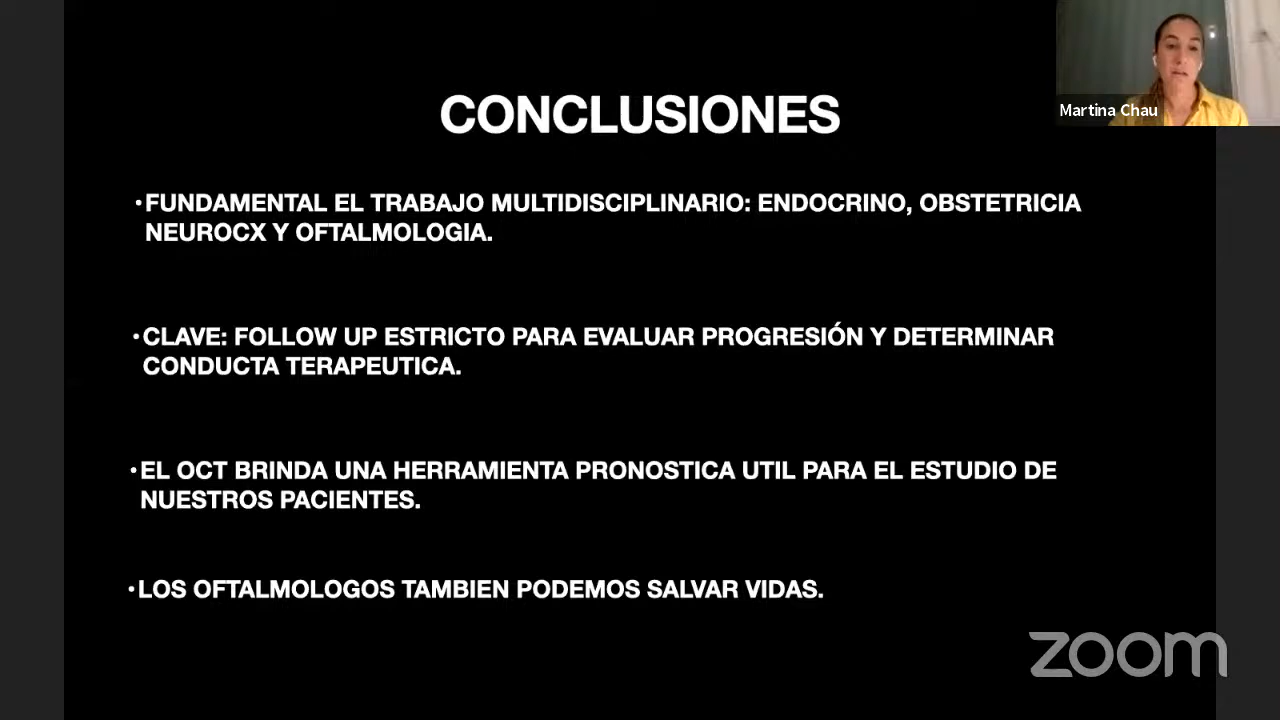 Martina Chau
CONCLUSIONES
•FUNDAMENTAL EL TRABAJO MULTIDISCIPLINARIO: ENDOCRINO, OBSTETRICIA
NEUROCX Y OFTALMOLOGIA.
•CLAVE: FOLLOW UP ESTRICTO PARA EVALUAR PROGRESIÓN Y DETERMINAR
CONDUCTA TERAPEUTICA.
•EL OCT BRINDA UNA HERRAMIENTA PRONOSTICA UTIL PARA EL ESTUDIO DE
NUESTROS PACIENTES.
•LOS OFTALMOLOGOS TAMBIEN PODEMOS SALVAR VIDAS.
zoom